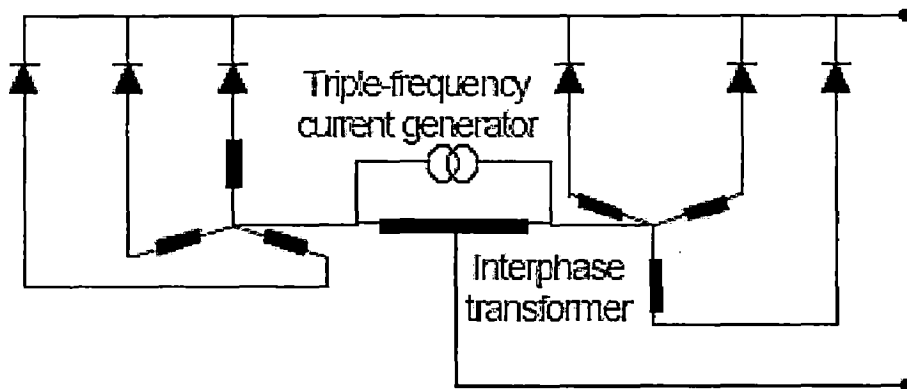 Triple-frequency
current generator
Interphase
transformer